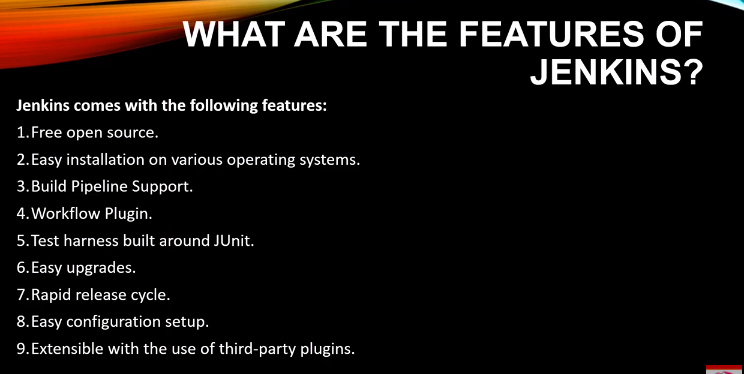 WHAT ARE THE FEATURES OF
JENKINS?
Jenkins comes with the following features:
1.Free open source.
2.Easy installation on various operating systems.
3.Build Pipeline Support.
4.Workflow Plugin.
5.Test harness built around JUnit.
6.Easy upgrades.
7.Rapid release cycle.
8.Easy configuration setup.
9.Extensible with the use of third-party plugins.